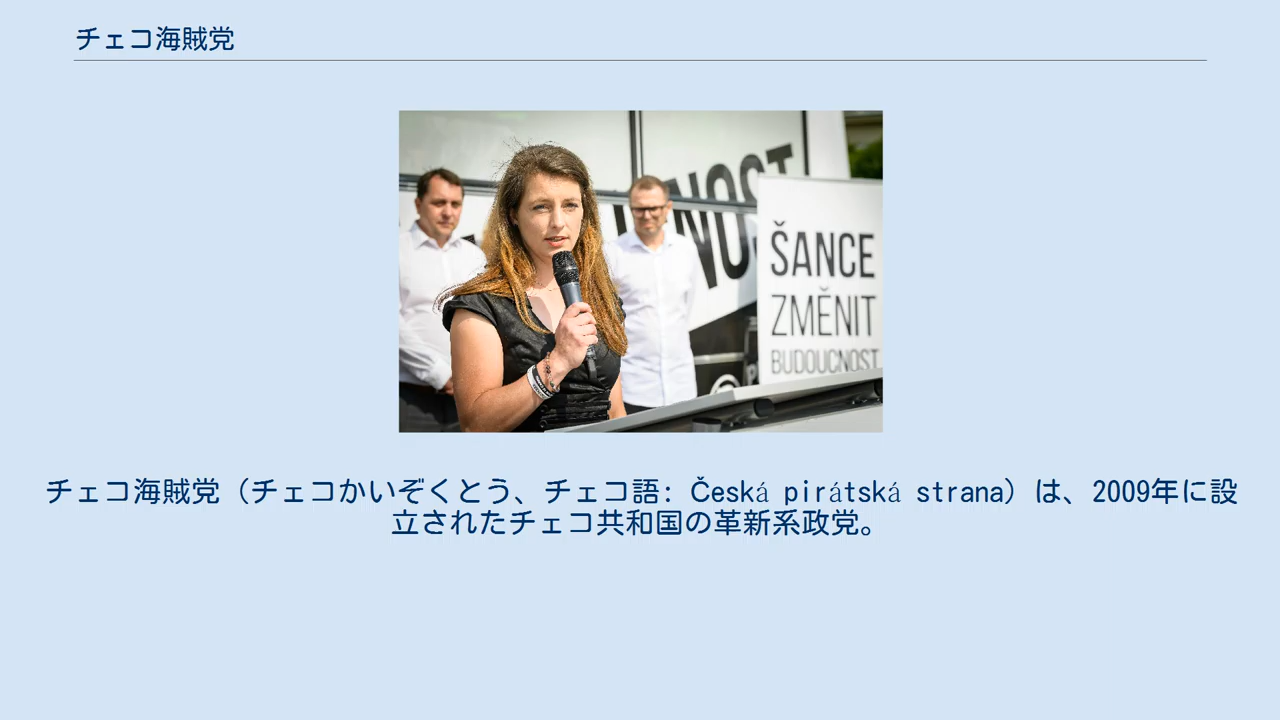 チェコ海賊党
NOST
NOS
ŠANCE
ZMĚNIT
BUDOUCNOST
チェコ海賊党（チェコかいぞくとう、チェコ語: Česká pirátská strana）は、2009年に設
立されたチェコ共和国の革新系政党。